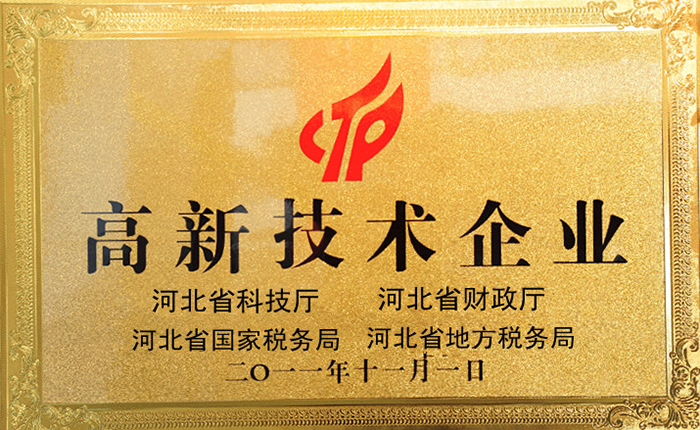 高新技术企业
河北省科技厅 河北省财政厅
河北省国家税务局 河北省地方税务局
二〇一一年十一月一日